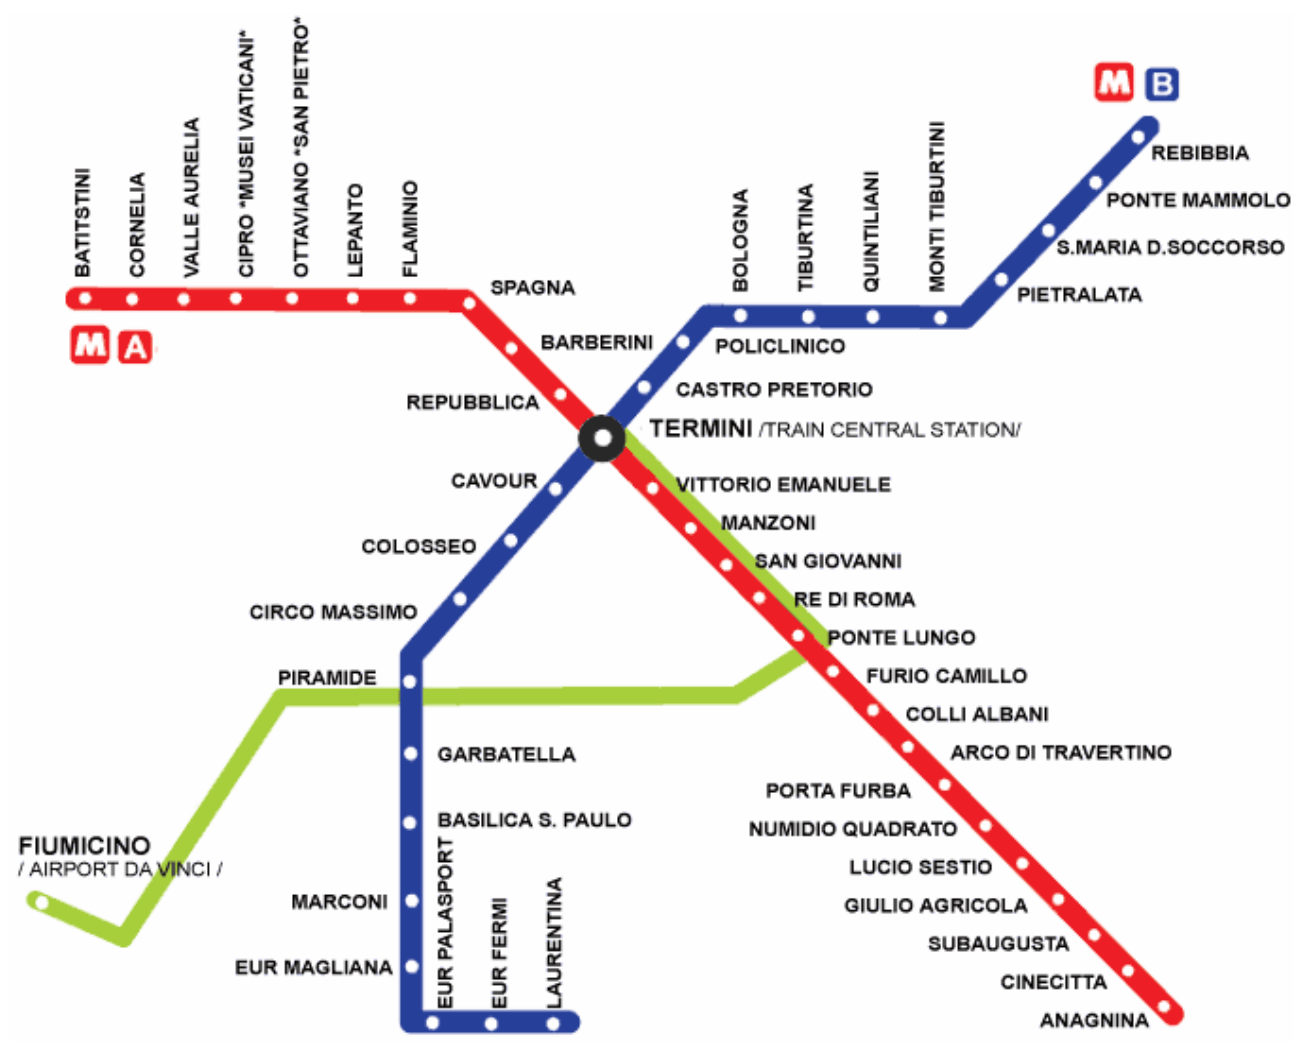 BATITSTINI
CORNELIA
VALLE AURELIA
CIPRO *MUSEI VATICANI*
OTTAVIANO *SAN PIETRO*
LEPANTO
FLAMINIO
SPAGNA
BARBERINI
REPUBBLICA
M A
M B
REBIBBIA
PONTE MAMMOLO
S.MARIA D.SOCCORSO
PIETRALATA
MONTI TIBURTINI
QUINTILIANI
TIBURTINA
BOLOGNA
POLICLINICO
CASTRO PRETORIO
TERMINI /TRAIN CENTRAL STATION/
VITTORIO EMANUELE
MANZONI
SAN GIOVANNI
RE DI ROMA
PONTE LUNGO
FURIO CAMILLO
COLLI ALBANI
ARCO DI TRAVERTINO
PORTA FURBA
NUMIDIO QUADRATO
LUCIO SESTIO
GIULIO AGRICOLA
SUBAUGUSTA
CINECITTA
ANAGNINA
CAVOUR
COLOSSEO
CIRCO MASSIMO
PIRAMIDE
GARBATELLA
BASILICA S. PAULO
MARCONI
EUR MAGLIANA
EUR PALASPORT
EUR FERMI
LAURENTINA
FIUMICINO
/ AIRPORT DA VINCI /